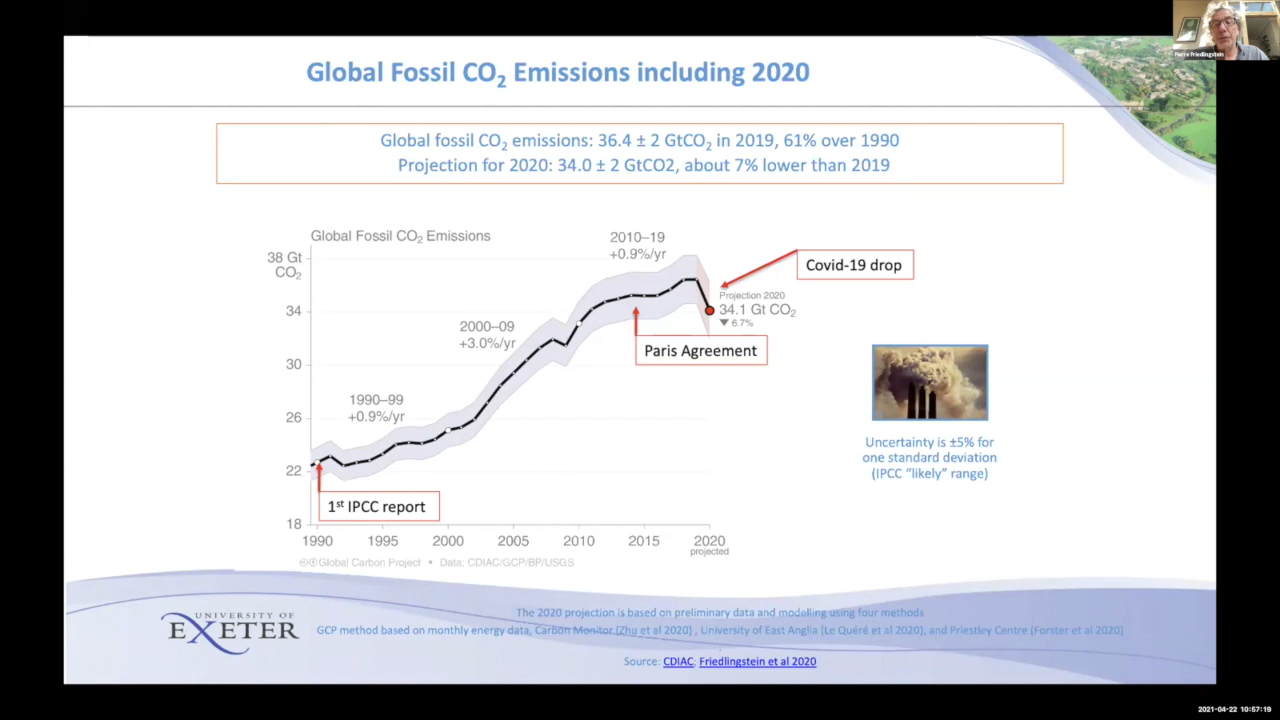 Pierre Friedlingstein
Global Fossil CO₂ Emissions including 2020
Global fossil CO₂ emissions: 36.4 ± 2 GtCO₂ in 2019, 61% over 1990
Projection for 2020: 34.0 ± 2 GtCO2, about 7% lower than 2019
Global Fossil CO₂ Emissions
38 Gt
CO₂
34
30
26
22
18
1990
1995
2000
2005
2010
2015
2020
projected
1990–99
+0.9%/yr
2000–09
+3.0%/yr
2010–19
+0.9%/yr
Covid-19 drop
Projection 2020
34.1 Gt CO₂
▼ 6.7%
Paris Agreement
1st IPCC report
Global Carbon Project • Data: CDIAC/GCP/BP/USGS
Uncertainty is ±5% for
one standard deviation
(IPCC “likely” range)
UNIVERSITY OF
EXETER
The 2020 projection is based on preliminary data and modelling using four methods
GCP method based on monthly energy data, Carbon Monitor (Zhu et al 2020) , University of East Anglia (Le Quéré et al 2020), and Priestley Centre (Forster et al 2020)
Source: CDIAC; Friedlingstein et al 2020
2021-04-22 10:57:19